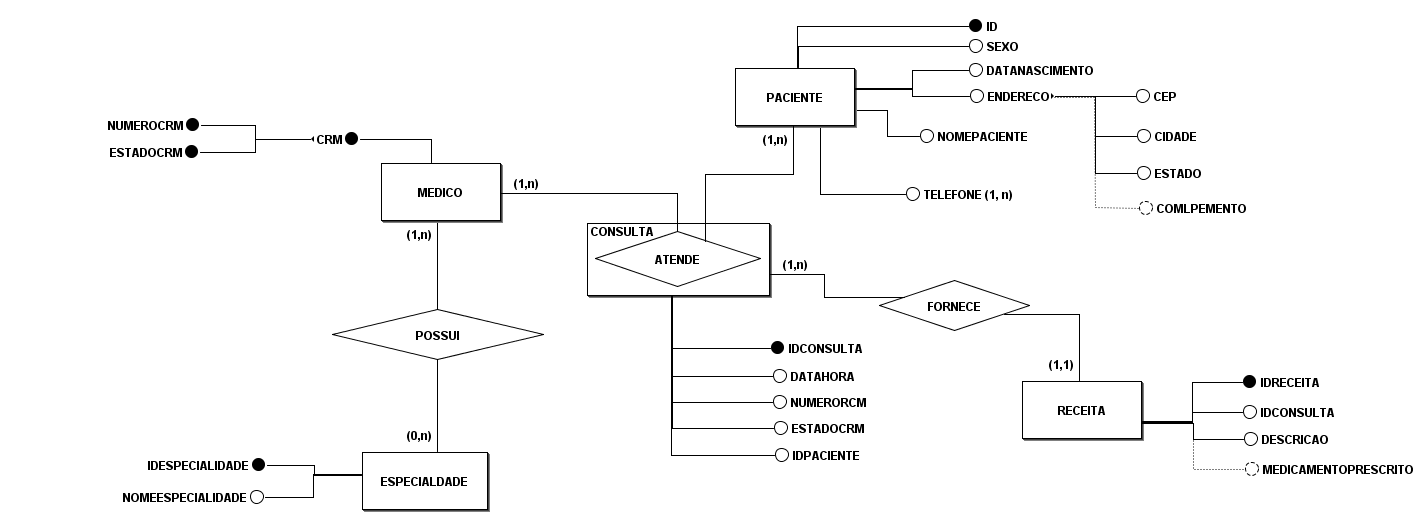 ID
SEXO
DATANASCIMENTO
PACIENTE
ENDERECO
CEP
NUMEROCRM
CRM
(1,n)
NOMEPACIENTE
CIDADE
ESTADOCRM
ESTADO
MEDICO
(1,n)
TELEFONE (1, n)
COMLPEMENTO
(1,n)
CONSULTA
ATENDE
(1,n)
FORNECE
POSSUI
IDCONSULTA
(1,1)
DATAHORA
IDRECEITA
NUMERORCM
RECEITA
IDCONSULTA
ESTADOCRM
(0,n)
DESCRICAO
IDPACIENTE
IDESPECIALIDADE
MEDICAMENTOPRESCRITO
ESPECIALDADE
NOMEESPECIALIDADE